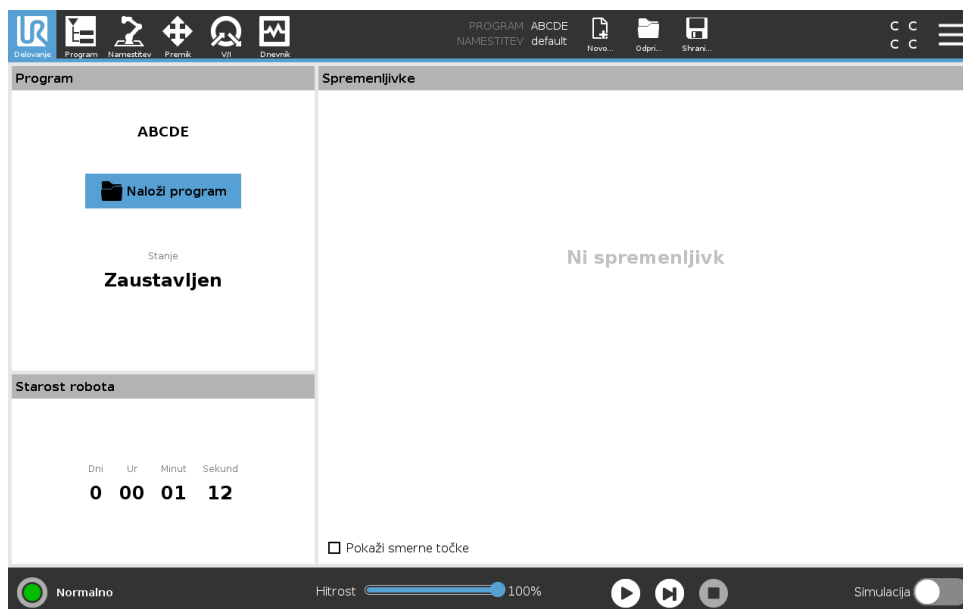 PROGRAM ABCDE
NAMESTITEV default
C C
C C
Delovanje Program Namestitev Premik V/I Dnevnik Novo... Odpri... Shrani...
Program
ABCDE
Naloži program
Stanje
Zaustavljen
Starost robota
Dni Ur Minut Sekund
0 00 01 12
Spremenljivke
Ni spremenljivk
Pokaži smerne točke
Normalno Hitrost 100% Simulacija